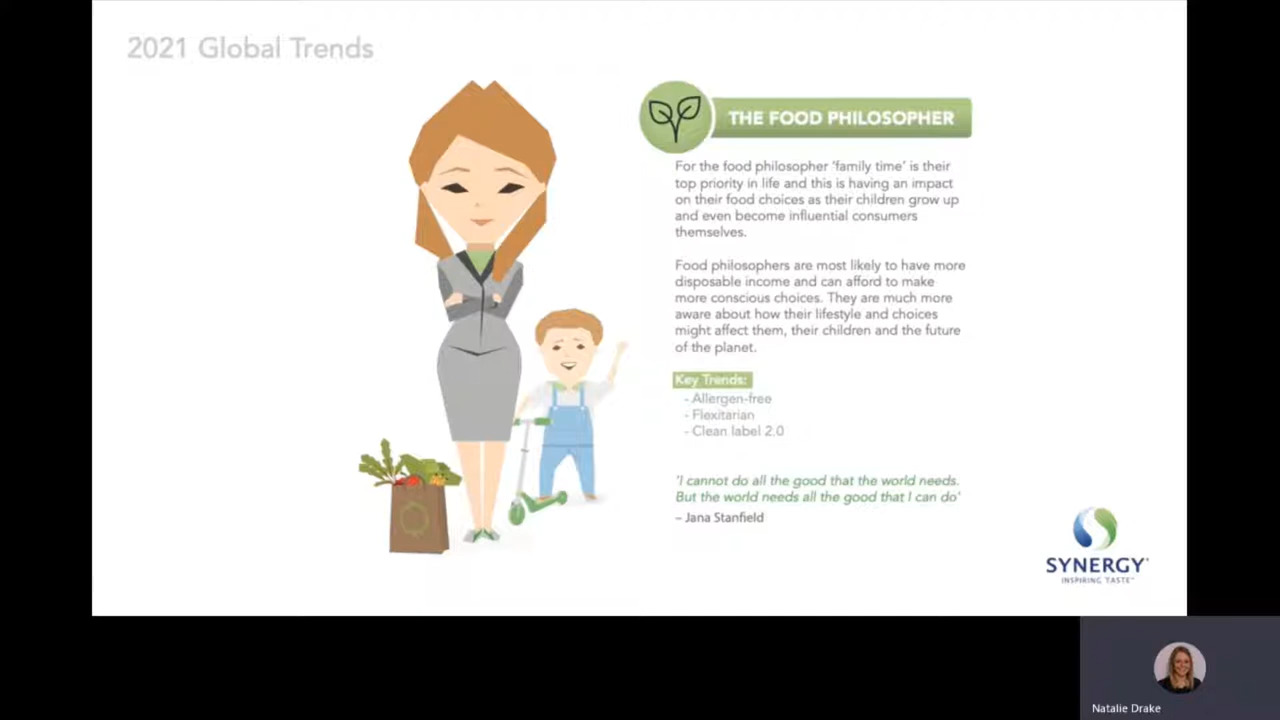 2021 Global Trends
THE FOOD PHILOSOPHER
For the food philosopher ‘family time’ is their
top priority in life and this is having an impact
on their food choices as their children grow up
and even become influential consumers
themselves.
Food philosophers are most likely to have more
disposable income and can afford to make
more conscious choices. They are much more
aware about how their lifestyle and choices
might affect them, their children and the future
of the planet.
Key Trends:
- Allergen-free
- Flexitarian
- Clean label 2.0
‘I cannot do all the good that the world needs.
But the world needs all the good that I can do’
– Jana Stanfield
SYNERGY
INSPIRING TASTE™
Natalie Drake